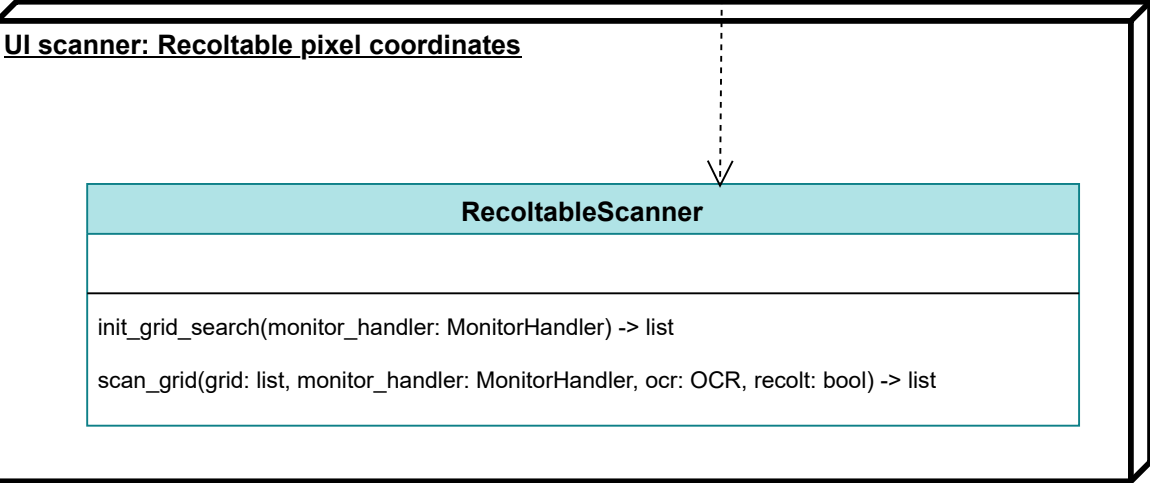 UI scanner: Recoltable pixel coordinates
RecoltableScanner
init_grid_search(monitor_handler: MonitorHandler) -> list
scan_grid(grid: list, monitor_handler: MonitorHandler, ocr: OCR, recolt: bool) -> list